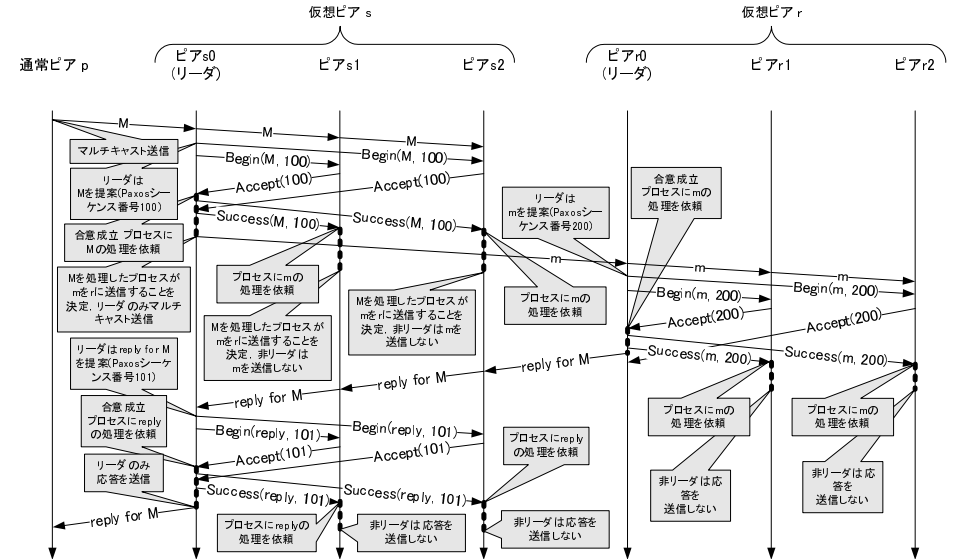 仮想ピア s
仮想ピア r
通常ピア p
ピアs0
(リーダ)
ピアs1
ピアs2
ピアr0
(リーダ)
ピアr1
ピアr2
M
M
M
マルチキャスト送信
Begin(M, 100)
Begin(M, 100)
リーダは
Mを提案(Paxosシー
ケンス番号100)
Accept(100)
Accept(100)
Success(M, 100)
Success(M, 100)
合意成立 プロセスに
Mの処理を依頼
リーダは
mを提案(Paxosシー
ケンス番号200)
合意成立
プロセスにmの
処理を依頼
m
m
m
Mを処理したプロセスが
mをrに送信することを
決定, リーダのみマルチ
キャスト送信
プロセスにmの
処理を依頼
Mを処理したプロセスが
mをrに送信することを
決定, 非リーダは
mを送信しない
Mを処理したプロセスが
mをrに送信することを
決定, 非リーダはmを
送信しない
プロセスにmの
処理を依頼
Begin(m, 200)
Begin(m, 200)
Accept(200)
Accept(200)
Success(m, 200)
Success(m, 200)
reply for M
reply for M
reply for M
リーダはreply for M
を提案(Paxosシーケ
ンス番号101)
合意成立
プロセスにreply
の処理を依頼
Begin(reply, 101)
Begin(reply, 101)
Accept(101)
Accept(101)
プロセスにreply
の処理を依頼
プロセスにmの
処理を依頼
プロセスにmの
処理を依頼
リーダのみ
応答を送信
Success(reply, 101)
Success(reply, 101)
非リーダは応
答を
送信しない
非リーダは応
答を
送信しない
reply for M
プロセスにreplyの
処理を依頼
非リーダは応答を
送信しない
非リーダは応答を
送信しない